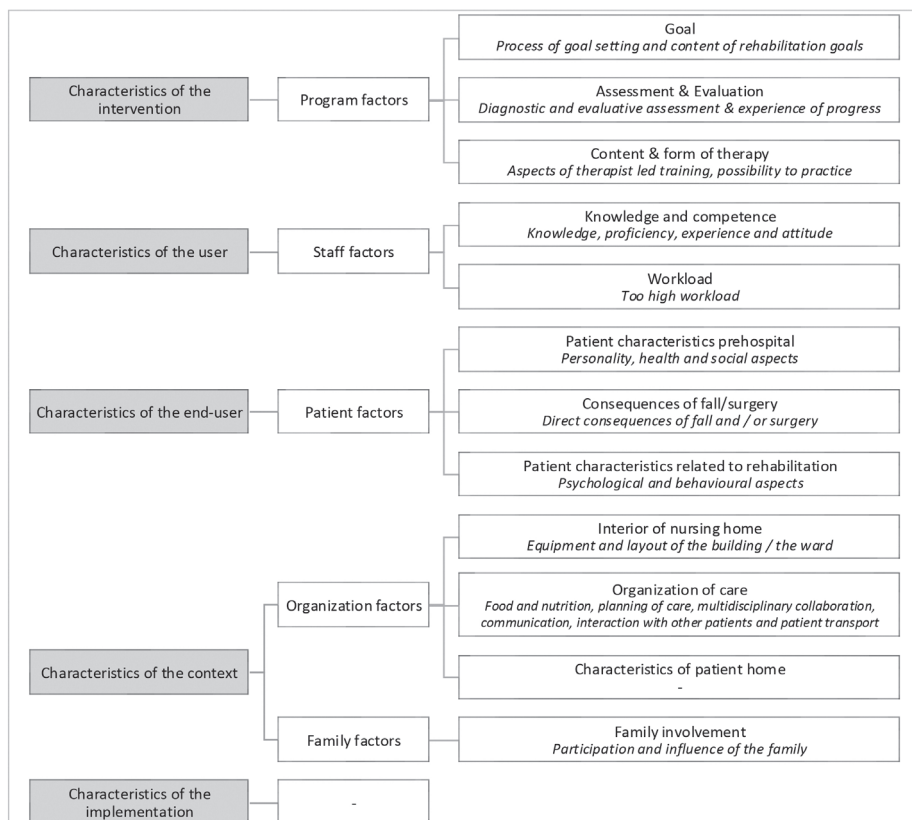 Goal
Process of goal setting and content of rehabilitation goals
Characteristics of the
intervention
Program factors
Assessment & Evaluation
Diagnostic and evaluative assessment & experience of progress
Content & form of therapy
Aspects of therapist led training, possibility to practice
Characteristics of the user
Staff factors
Knowledge and competence
Knowledge, proficiency, experience and attitude
Workload
Too high workload
Patient characteristics prehospital
Personality, health and social aspects
Characteristics of the end-user
Patient factors
Consequences of fall/surgery
Direct consequences of fall and / or surgery
Patient characteristics related to rehabilitation
Psychological and behavioural aspects
Interior of nursing home
Equipment and layout of the building / the ward
Organization factors
Organization of care
Food and nutrition, planning of care, multidisciplinary collaboration,
communication, interaction with other patients and patient transport
Characteristics of the context
Characteristics of patient home
-
Family factors
Family involvement
Participation and influence of the family
Characteristics of the
implementation
-